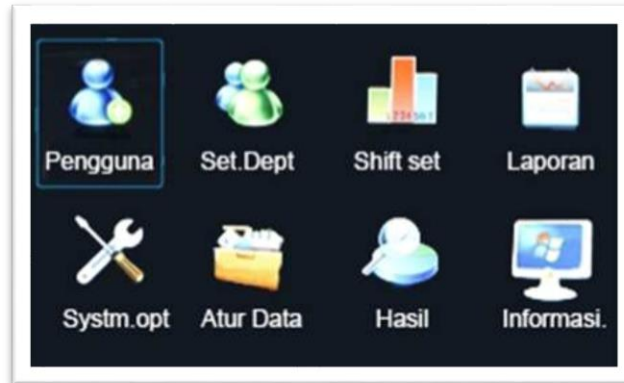 Pengguna Set.Dept Shift set Laporan
Systm.opt Atur Data Hasil Informasi.